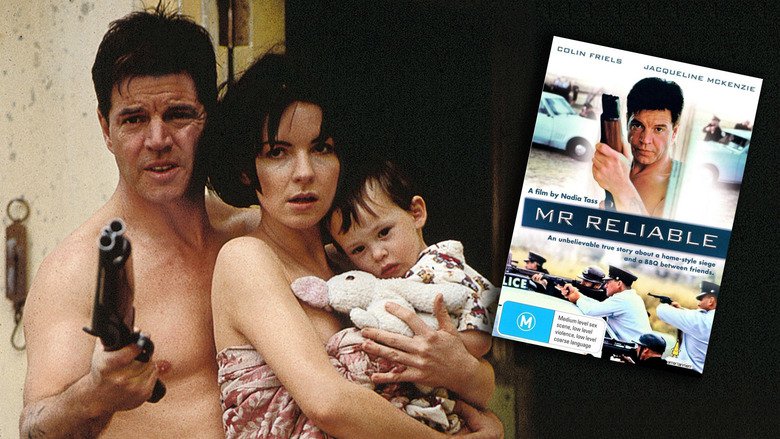 COLIN FRIELS
JACQUELINE MCKENZIE
A film by Nadia Tass
MR RELIABLE
An unbelievable true story about a home-style siege
and a BBQ between friends.
LICE
M
Medium level sex
scene, low level
violence, low level
coarse language